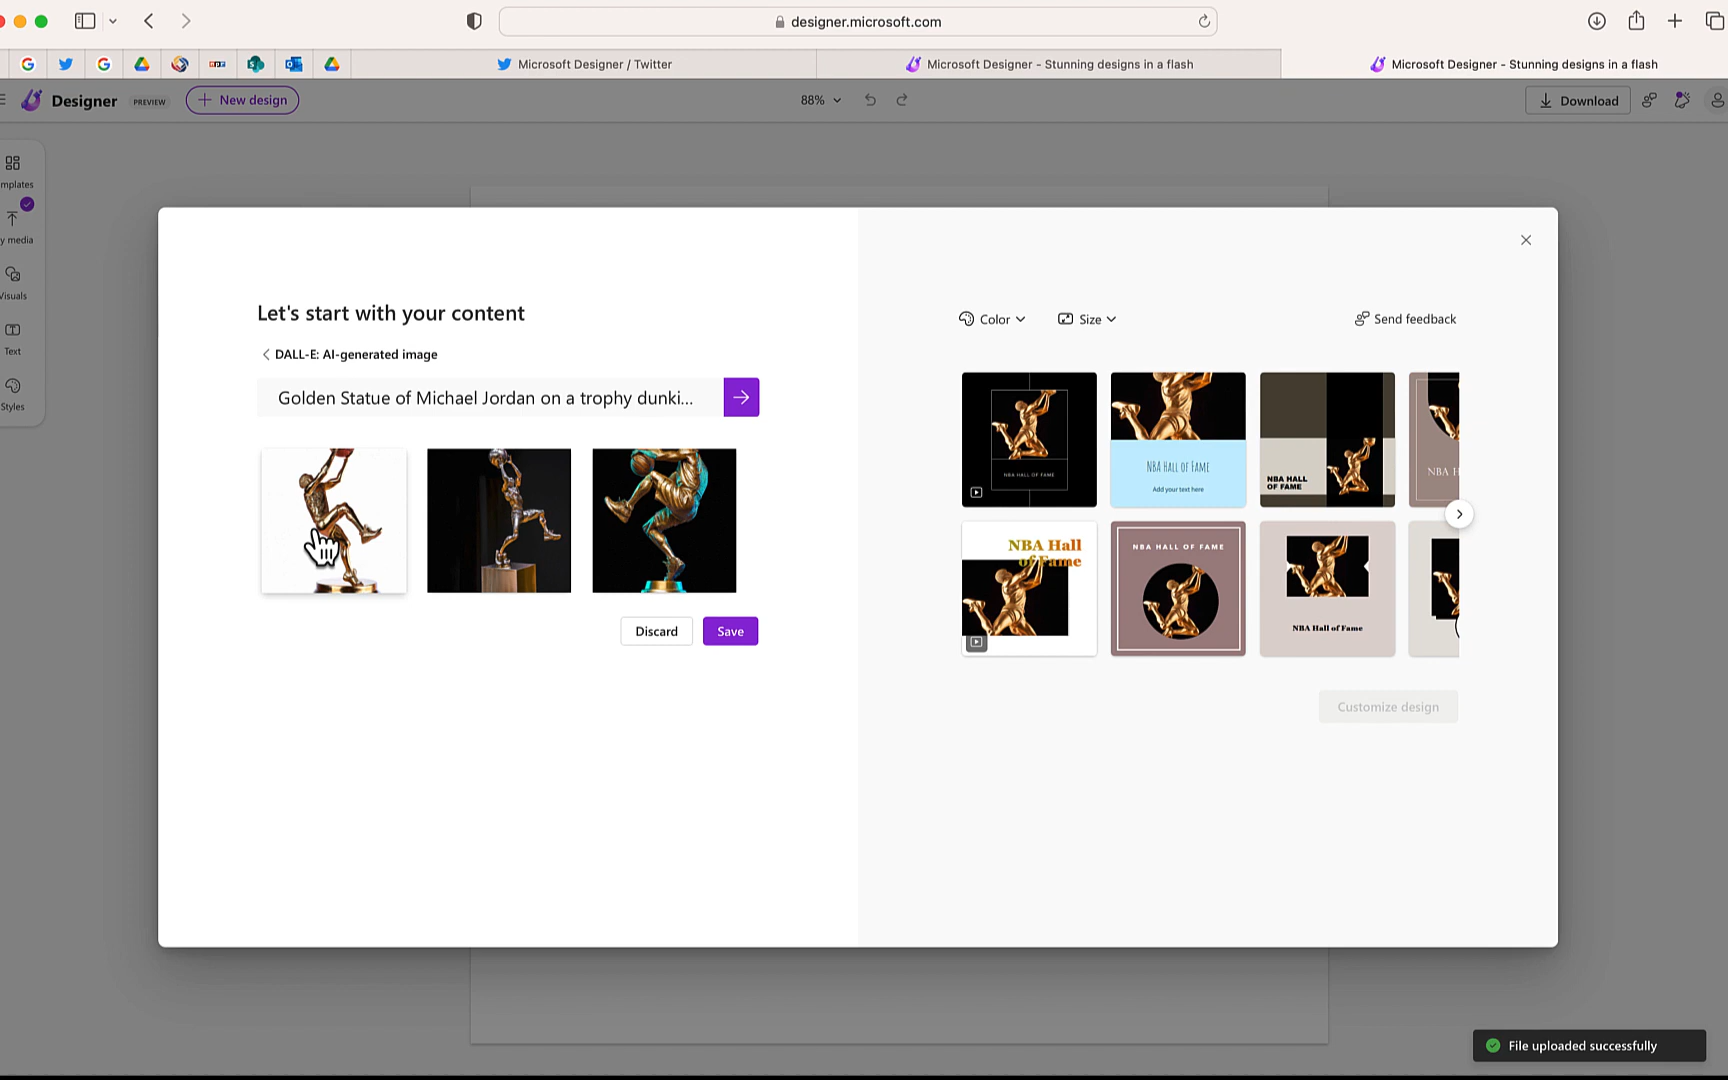 designer.microsoft.com
Microsoft Designer / Twitter
Microsoft Designer - Stunning designs in a flash
Microsoft Designer - Stunning designs in a flash
Designer
PREVIEW
New design
88%
Download
mplates
y media
Visuals
Text
Styles
Let's start with your content
DALL-E: AI-generated image
Golden Statue of Michael Jordan on a trophy dunki...
Discard
Save
Color
Size
Send feedback
NBA HALL OF FAME
NBA HALL OF FAME
Add your text here
NBA HALL
OF FAME
NBA H
NBA Hall
of Fame
NBA HALL OF FAME
NBA Hall of Fame
Customize design
File uploaded successfully